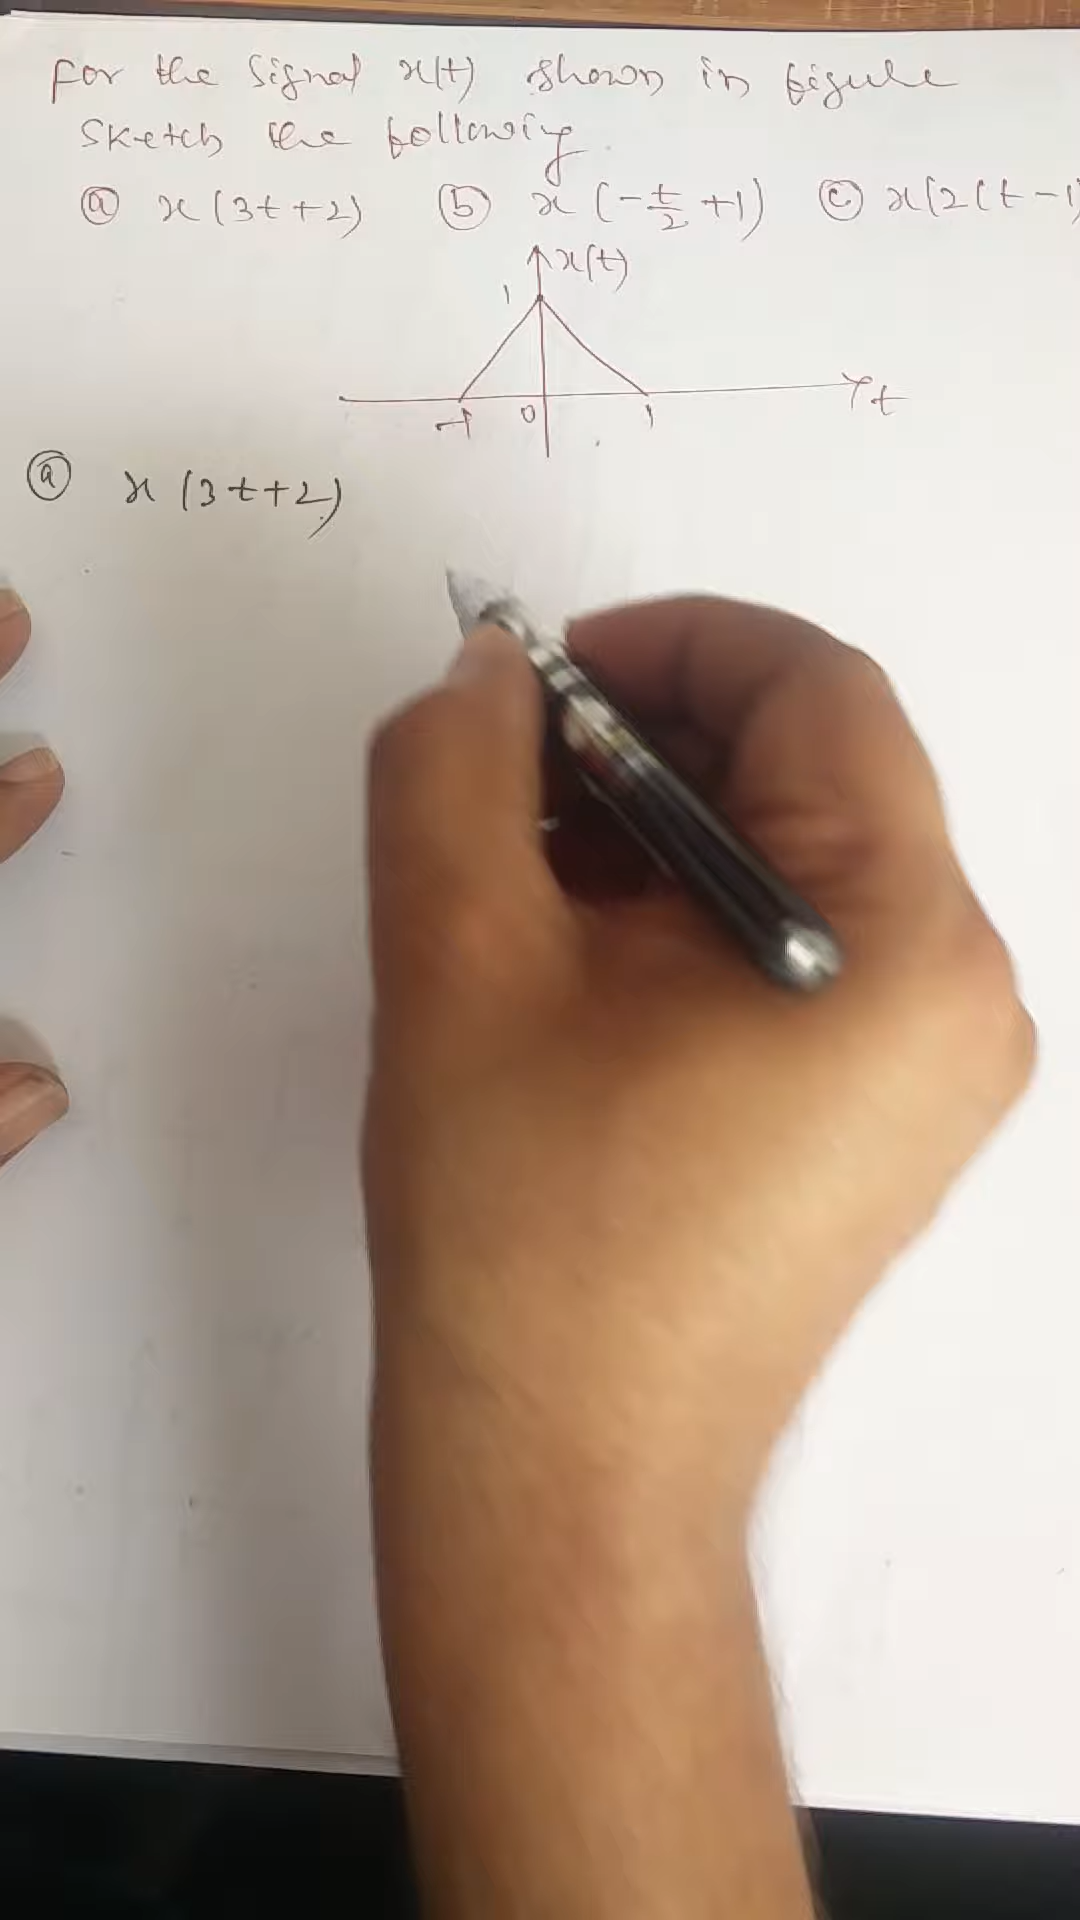 For the signal x(t) shown in figure
sketch the following.
ⓐ x(3t+2) ⓑ x(-t/2 +1) ⓒ x(2(t-1)
x(t)
1
-1 0 1 t
ⓐ x(3t+2)